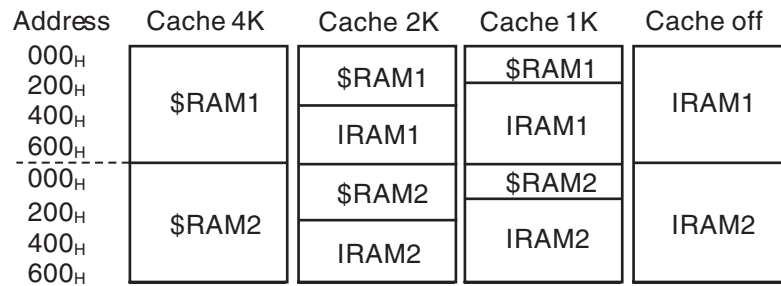 Address Cache 4K Cache 2K Cache 1K Cache off
000H
200H
400H
600H
$RAM1
$RAM1
IRAM1
$RAM1
IRAM1
IRAM1
000H
200H
400H
600H
$RAM2
$RAM2
IRAM2
$RAM2
IRAM2
IRAM2